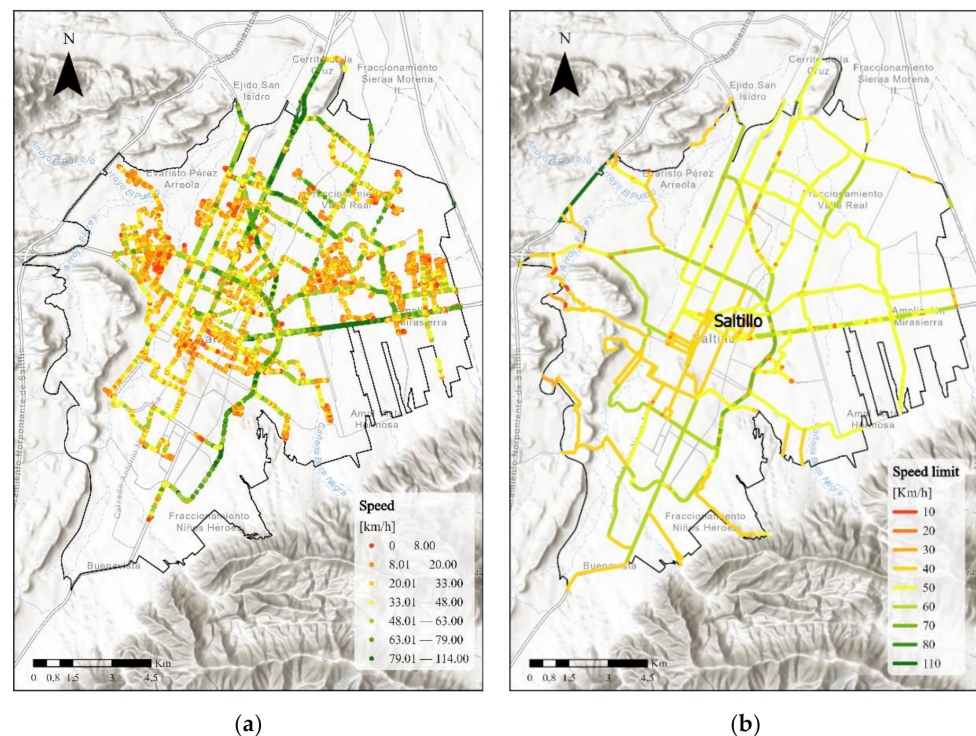 N
Cerrito de la
Cruz
Fraccionamiento
Sieraa Morena
II
Ejido San
Isidro
Evaristo Pérez
Arreola
Fraccionamiento
Valle Real
Mirasierra
Fraccionamiento
Niños Héroes
Buenavista
Speed
[km/h]
0 8.00
8.01 20.00
20.01 33.00
33.01 — 48.00
48.01 — 63.00
63.01 — 79.00
79.01 — 114.00
Km
0 0,8 1,5 3 4,5
(a)
N
Cerrito de la
Cruz
Fraccionamiento
Sieraa Morena
II
Ejido San
Isidro
Evaristo Pérez
Arreola
Fraccionamiento
Valle Real
Mirasierra
Saltillo
Saltillo
Hermosa
Fraccionamiento
Niños Héroes
Buenavista
Speed limit
[Km/h]
10
20
30
40
50
60
70
80
110
Km
0 0,8 1,5 3 4,5
(b)